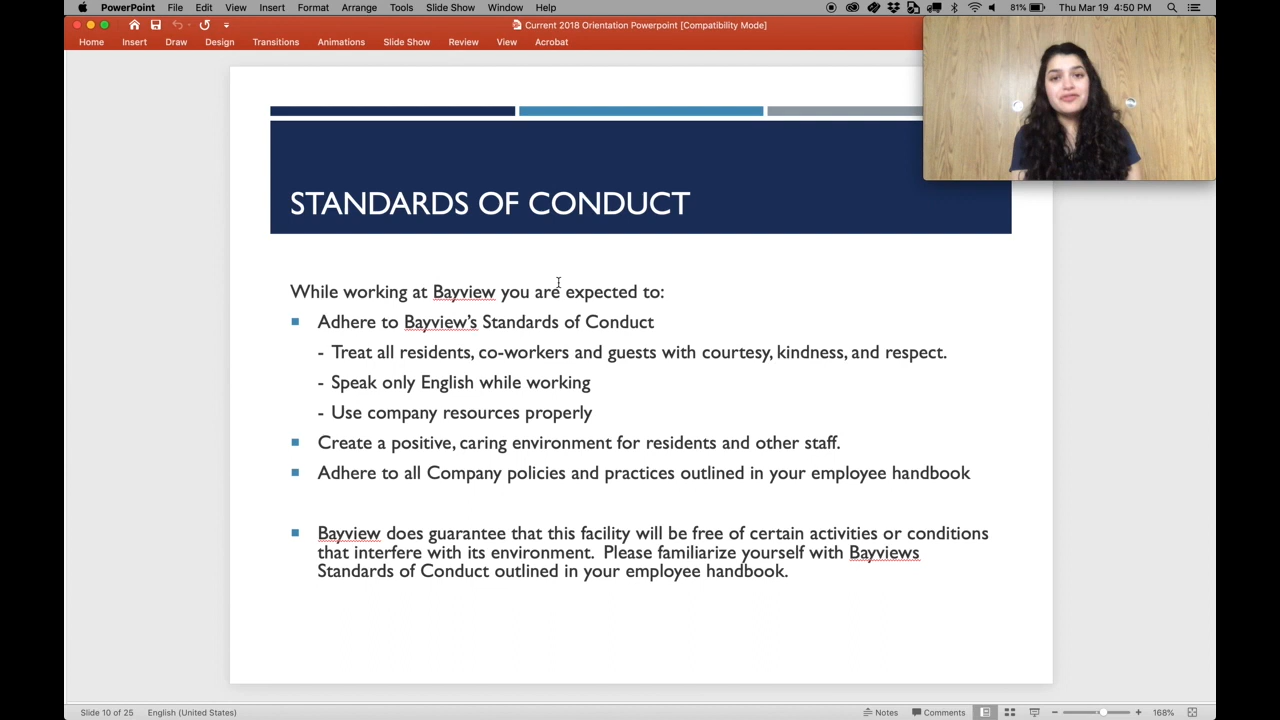 PowerPoint File Edit View Insert Format Arrange Tools Slide Show Window Help 81% Thu Mar 19 4:50 PM
Current 2018 Orientation Powerpoint [Compatibility Mode]
Home Insert Draw Design Transitions Animations Slide Show Review View Acrobat
STANDARDS OF CONDUCT
While working at Bayview you are expected to:
Adhere to Bayview’s Standards of Conduct
- Treat all residents, co-workers and guests with courtesy, kindness, and respect.
- Speak only English while working
- Use company resources properly
Create a positive, caring environment for residents and other staff.
Adhere to all Company policies and practices outlined in your employee handbook
Bayview does guarantee that this facility will be free of certain activities or conditions
that interfere with its environment. Please familiarize yourself with Bayviews
Standards of Conduct outlined in your employee handbook.
Slide 10 of 25 English (United States) Notes Comments 168%